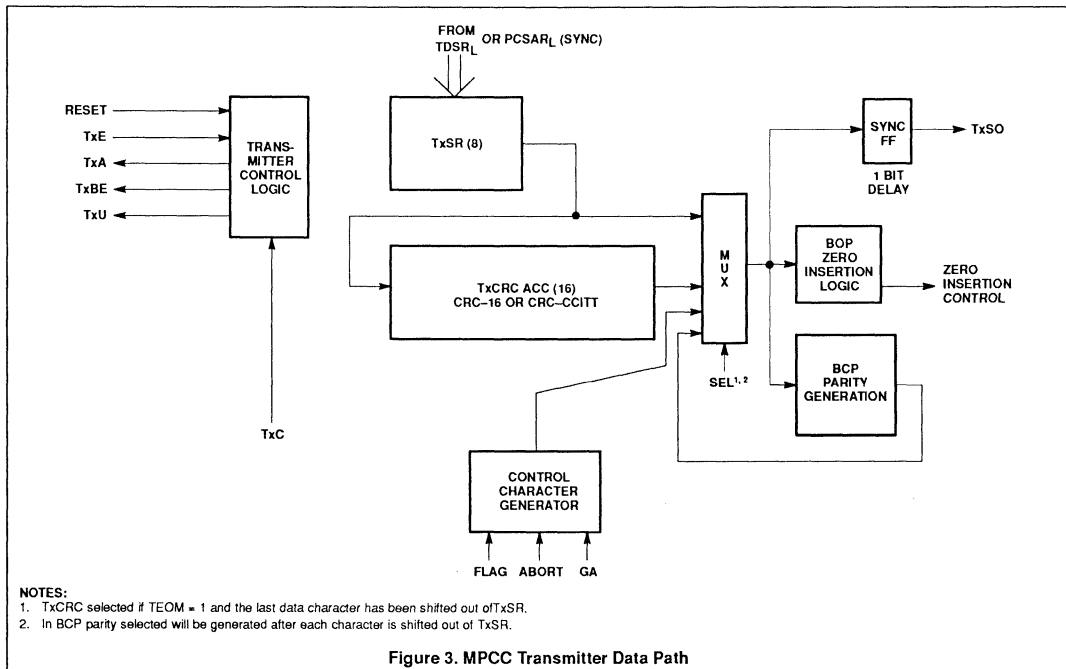 FROM
TDSRL OR PCSARL (SYNC)
RESET
TxE
TxA
TxBE
TxU
TRANS-
MITTER
CONTROL
LOGIC
TxC
TxSR (8)
TxCRC ACC (16)
CRC–16 OR CRC–CCITT
M
U
X
SEL1, 2
SYNC
FF
1 BIT
DELAY
TxSO
BOP
ZERO
INSERTION
LOGIC
ZERO
INSERTION
CONTROL
BCP
PARITY
GENERATION
CONTROL
CHARACTER
GENERATOR
FLAG ABORT GA
NOTES:
1. TxCRC selected if TEOM = 1 and the last data character has been shifted out ofTxSR.
2. In BCP parity selected will be generated after each character is shifted out of TxSR.
Figure 3. MPCC Transmitter Data Path